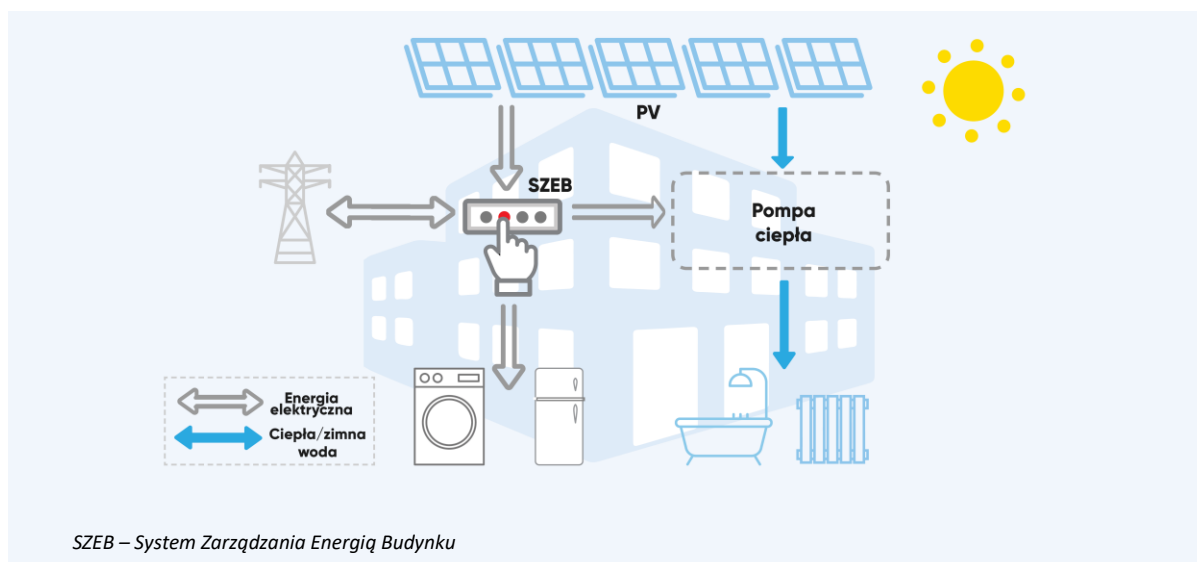 PV
SZEB
Pompa
ciepła
Energia
elektryczna
Ciepła/zimna
woda
SZEB – System Zarządzania Energią Budynku